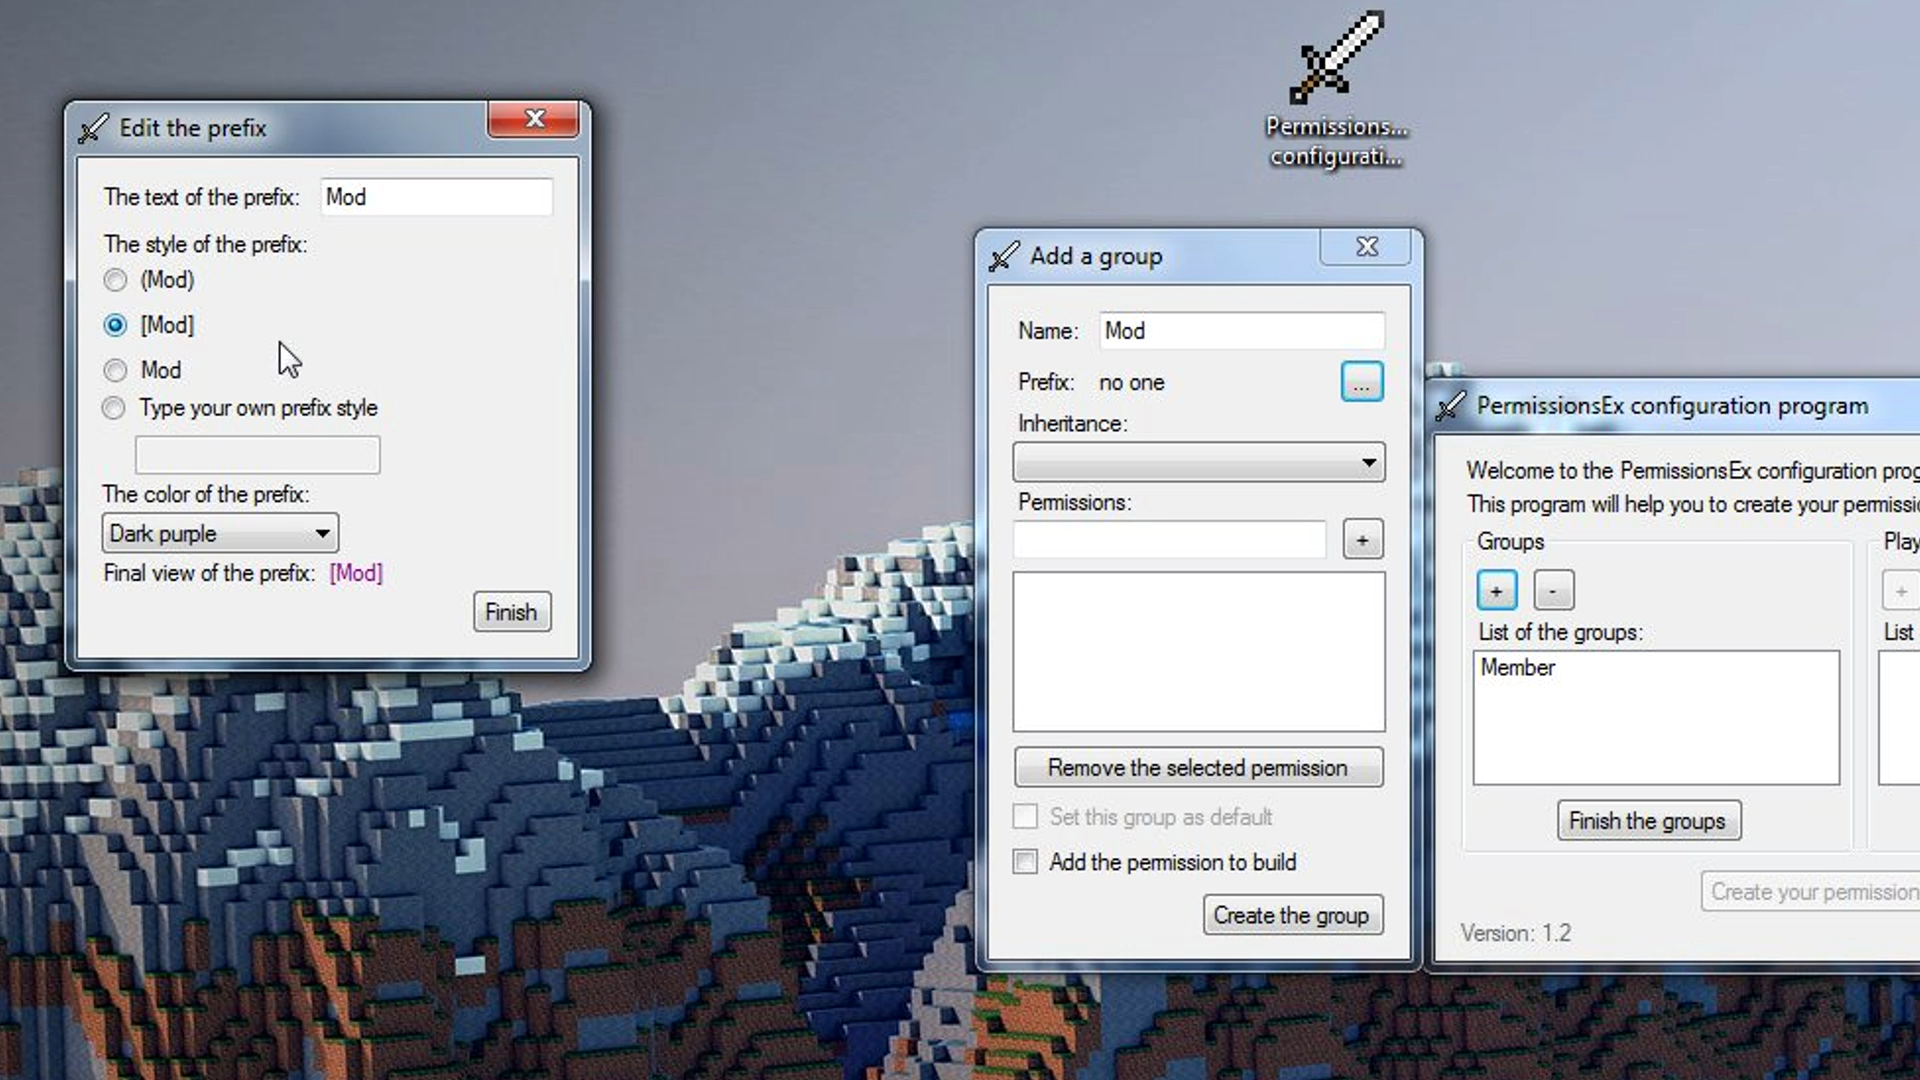 Permissions...
configurati...
Edit the prefix
The text of the prefix: Mod
The style of the prefix:
(Mod)
[Mod]
Mod
Type your own prefix style
The color of the prefix:
Dark purple
Final view of the prefix: [Mod]
Finish
Add a group
Name: Mod
Prefix: no one ...
Inheritance:
Permissions:
+
Remove the selected permission
Set this group as default
Add the permission to build
Create the group
PermissionsEx configuration program
Welcome to the PermissionsEx configuration prog
This program will help you to create your permissio
Groups
+ -
List of the groups:
Member
Finish the groups
Play
+
List
Create your permission
Version: 1.2